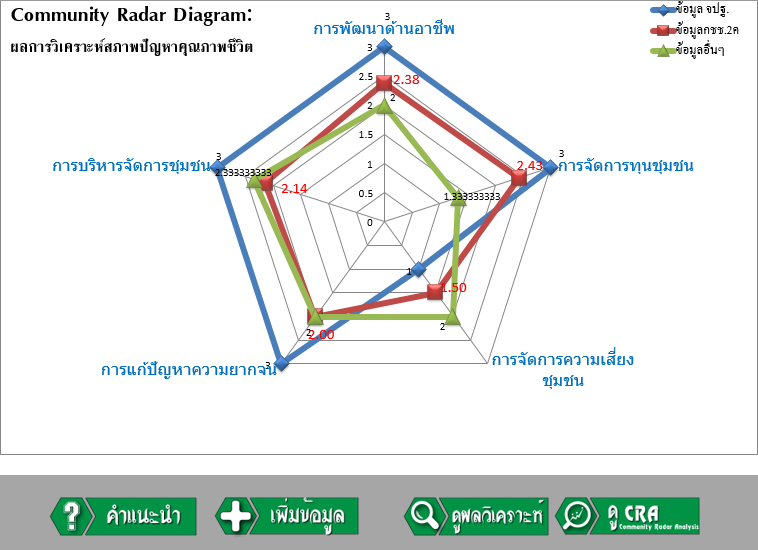 Community Radar Diagram:
ผลการวิเคราะห์สภาพปัญหาคุณภาพชีวิต
ข้อมูล จปฐ.
ข้อมูลกชช.2ค
ข้อมูลอื่นๆ
3
การพัฒนาด้านอาชีพ
3
2.5
2.38
2
2
1.5
1
0.5
0
3
การบริหารจัดการชุมชน
2.333333333
2.14
3
2.43
การจัดการทุนชุมชน
1.333333333
1
1.50
2
2
2.00
การจัดการความเสี่ยง
ชุมชน
การแก้ปัญหาความยากจน
3
คำแนะนำ
เพิ่มข้อมูล
ดูผลวิเคราะห์
ดู CRA
Community Radar Analysis